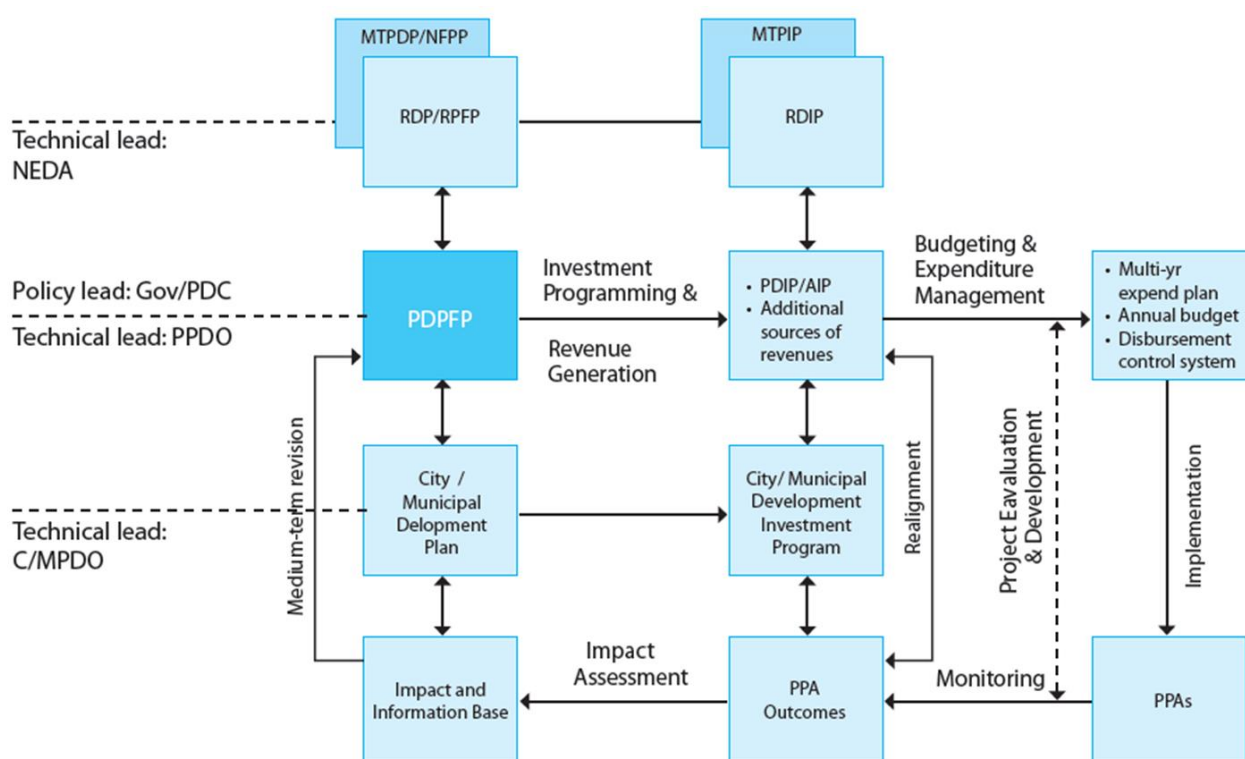 MTPDP/NFPP
MTPIP
RDP/RPFP
RDIP
Technical lead:
NEDA
Policy lead: Gov/PDC
Technical lead: PPDO
PDPFP
Investment
Programming &
Revenue
Generation
• PDIP/AIP
• Additional
sources of
revenues
Budgeting &
Expenditure
Management
• Multi-yr
expend plan
• Annual budget
• Disbursement
control system
Medium-term revision
City /
Municipal
Delopment
Plan
City/ Municipal
Development
Investment
Program
Realignment
Project Eavaluation
& Development
Implementation
Technical lead:
C/MPDO
Impact and
Information Base
Impact
Assessment
PPA
Outcomes
Monitoring
PPAs